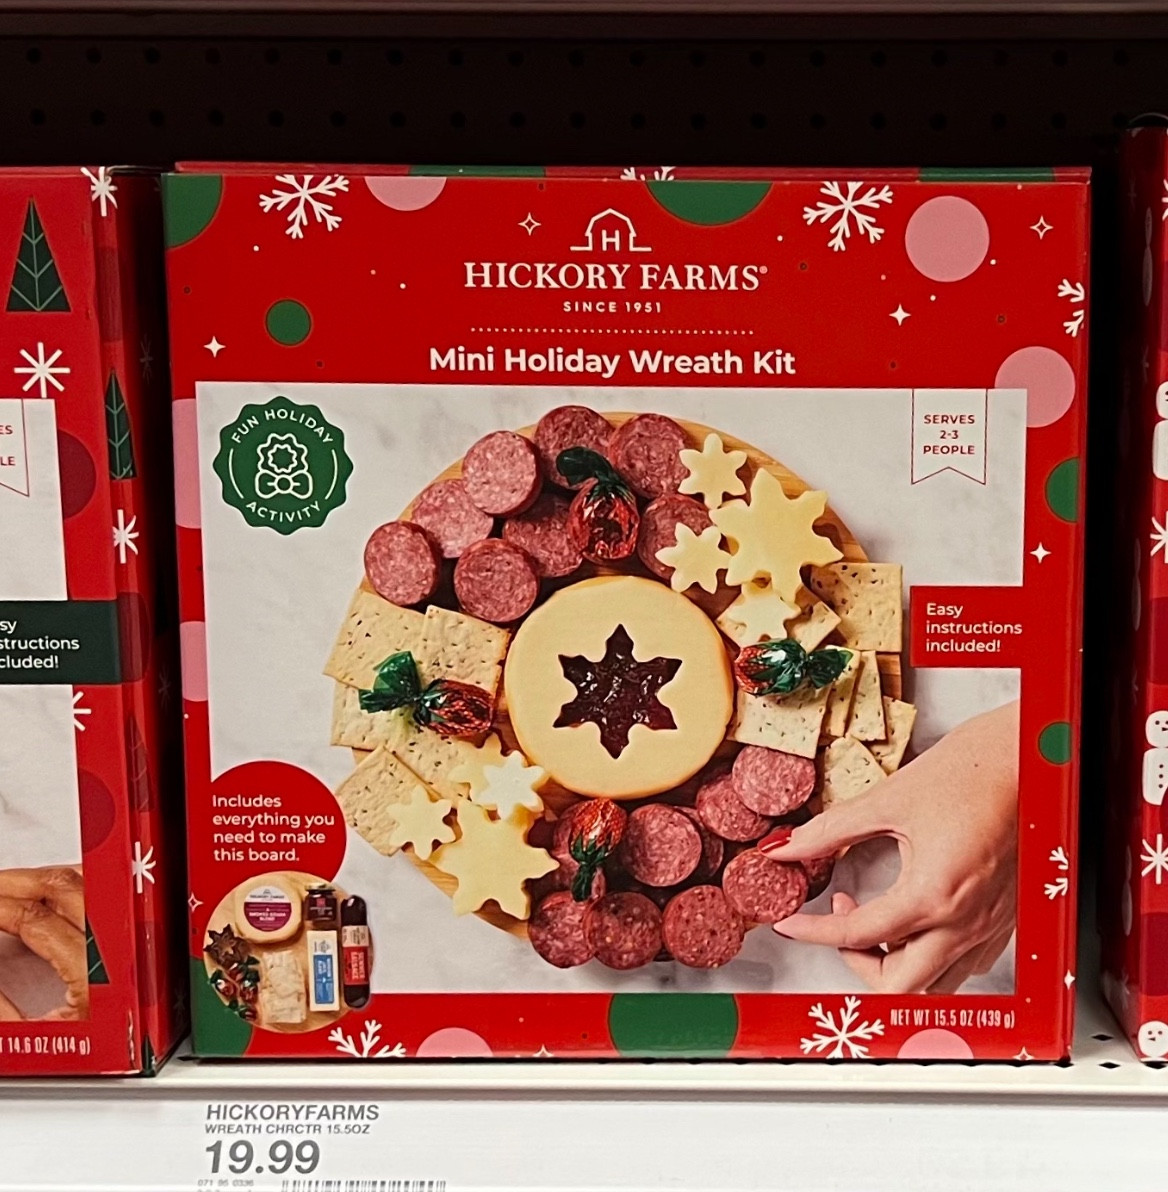 H
HICKORY FARMS®
SINCE 1951
Mini Holiday Wreath Kit
FUN HOLIDAY
ACTIVITY
SERVES
2-3
PEOPLE
Easy
instructions
included!
Includes
everything you
need to make
this board.
NET WT 15.5 OZ (439 g)
ES
LE
sy
structions
cluded!
T 14.6 OZ (414 g)
HICKORYFARMS
WREATH CHRCTR 15.5OZ
19.99